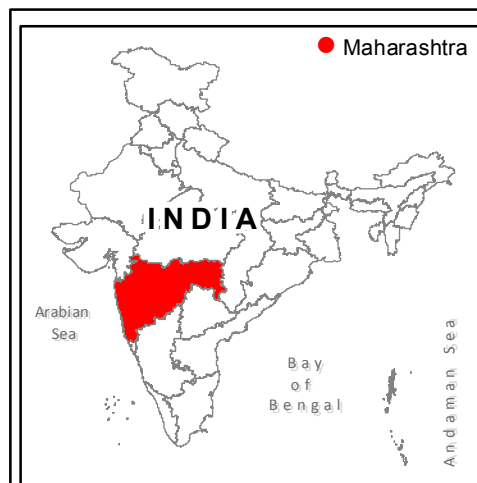 Maharashtra
INDIA
Arabian
Sea
Bay
of
Bengal
Andaman Sea